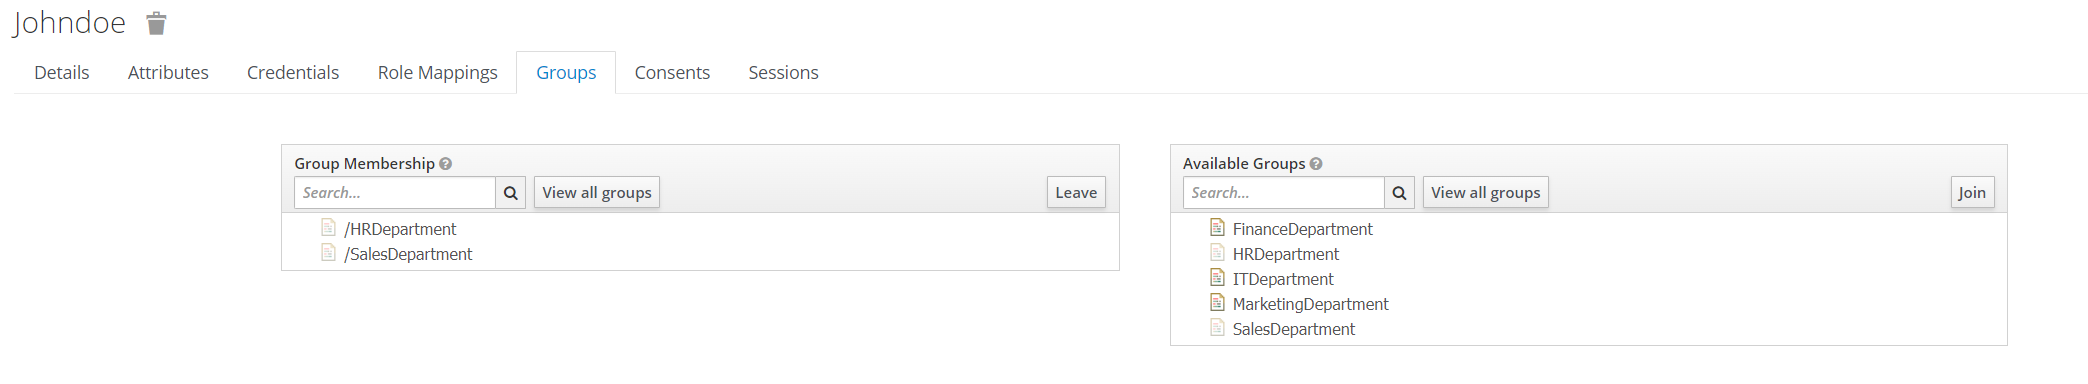 Johndoe
Details Attributes Credentials Role Mappings Groups Consents Sessions
Group Membership ?
Search...
View all groups
Leave
/HRDepartment
/SalesDepartment
Available Groups ?
Search...
View all groups
Join
FinanceDepartment
HRDepartment
ITDepartment
MarketingDepartment
SalesDepartment